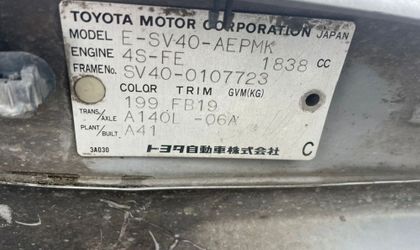 TOYOTA MOTOR CORPORATION JAPAN
MODEL E-SV40-AEPMK
ENGINE 4S-FE 1838 CC
FRAME No. SV40-0107723
COLOR TRIM GVM(KG)
199 FB19
TRANS/AXLE A140L -06A
PLANT/BUILT A41
3A030 トヨタ自動車株式会社 C